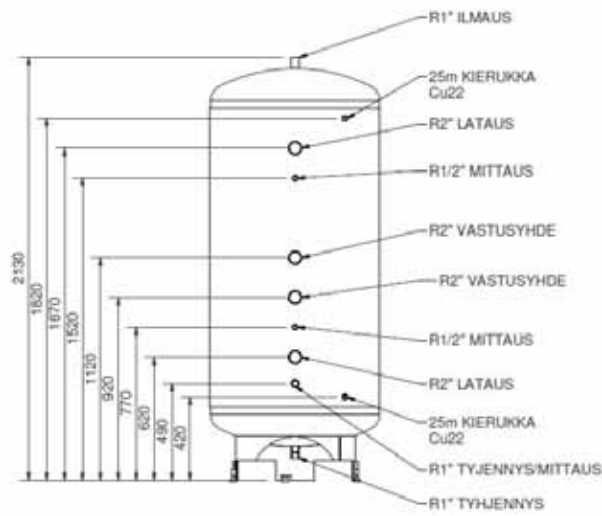 R1" ILMAUS
25m KIERUKKA
Cu22
R2" LATAUS
R1/2" MITTAUS
R2" VASTUSYHDE
R2" VASTUSYHDE
R1/2" MITTAUS
R2" LATAUS
25m KIERUKKA
Cu22
R1" TYJENNYS/MITTAUS
R1" TYHJENNYS
2130
1820
1670
1520
1120
920
770
620
490
420